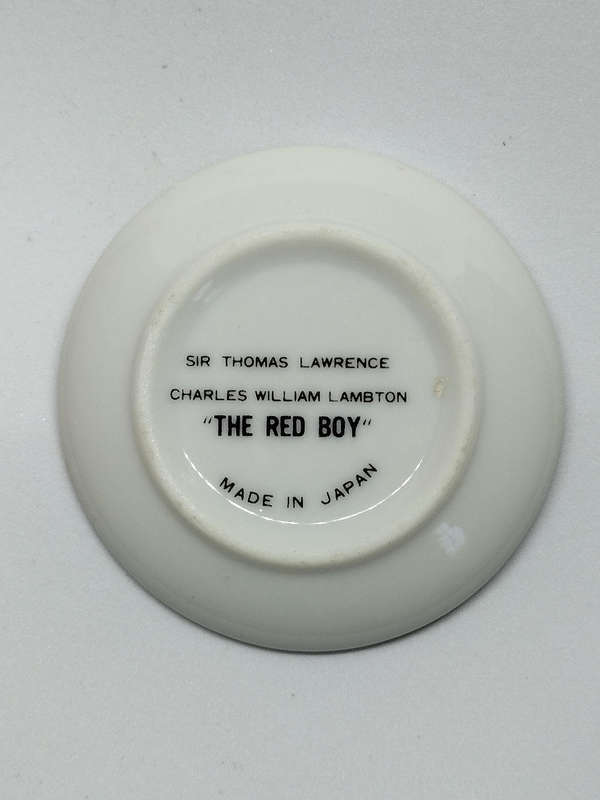 SIR THOMAS LAWRENCE
CHARLES WILLIAM LAMBTON
"THE RED BOY"
MADE IN JAPAN